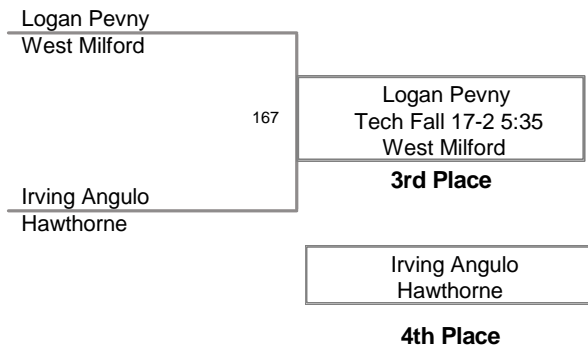 Logan Pevny
West Milford
167
Logan Pevny
Tech Fall 17-2 5:35
West Milford
3rd Place
Irving Angulo
Hawthorne
Irving Angulo
Hawthorne
4th Place